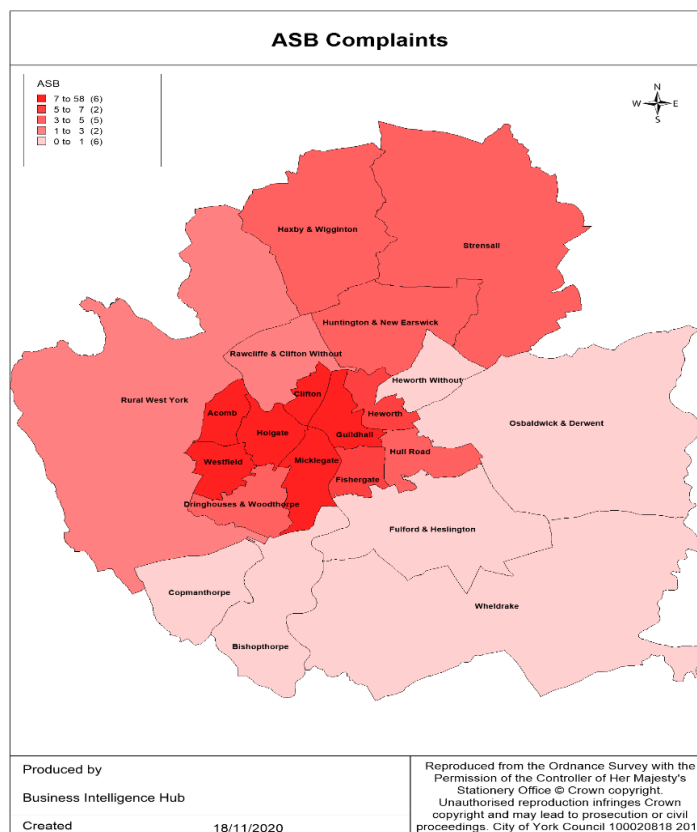 ASB Complaints
ASB
7 to 58 (6)
5 to 7 (2)
3 to 5 (5)
1 to 3 (2)
0 to 1 (6)
N
W E
S
Haxby & Wigginton
Strensall
Huntington & New Earswick
Rawcliffe & Clifton Without
Heworth Without
Rural West York
Clifton
Acomb
Heworth
Osbaldwick & Derwent
Holgate
Guildhall
Hull Road
Westfield
Micklegate
Fishergate
Dringhouses & Woodthorpe
Fulford & Heslington
Copmanthorpe
Wheldrake
Bishopthorpe
Produced by
Business Intelligence Hub
Created 18/11/2020
Reproduced from the Ordnance Survey with the
Permission of the Controller of Her Majesty's
Stationery Office © Crown copyright.
Unauthorised reproduction infringes Crown
copyright and may lead to prosecution or civil
proceedings. City of York Council 100020818 201